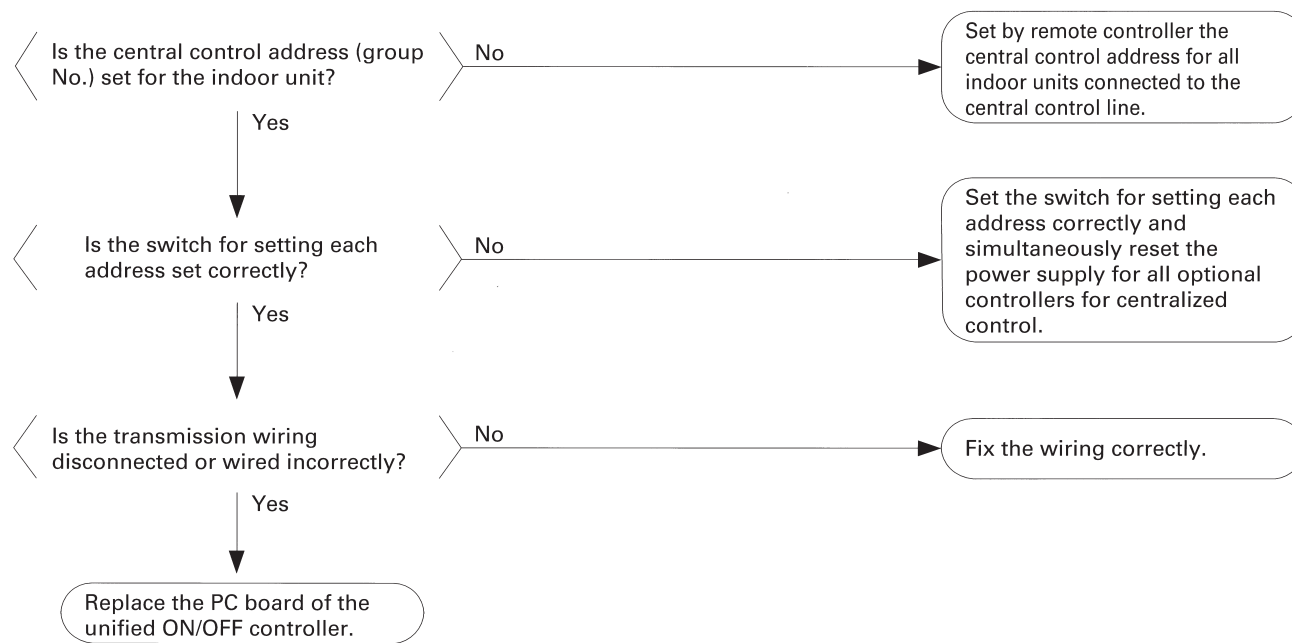 Is the central control address (group
No.) set for the indoor unit?
No
Set by remote controller the
central control address for all
indoor units connected to the
central control line.
Yes
Is the switch for setting each
address set correctly?
No
Set the switch for setting each
address correctly and
simultaneously reset the
power supply for all optional
controllers for centralized
control.
Yes
Is the transmission wiring
disconnected or wired incorrectly?
No
Fix the wiring correctly.
Yes
Replace the PC board of the
unified ON/OFF controller.